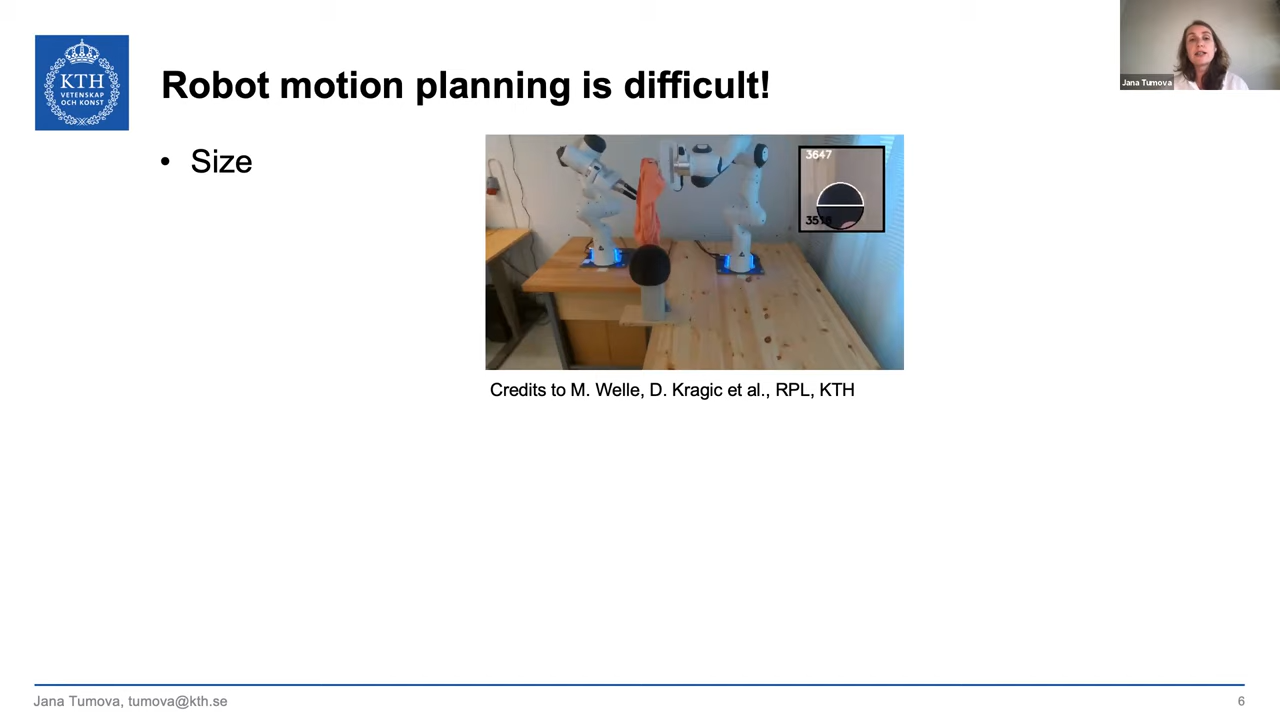 KTH
VETENSKAP
OCH KONST
Robot motion planning is difficult!
Jana Tumova
• Size
3647
Credits to M. Welle, D. Kragic et al., RPL, KTH
Jana Tumova, tumova@kth.se
6